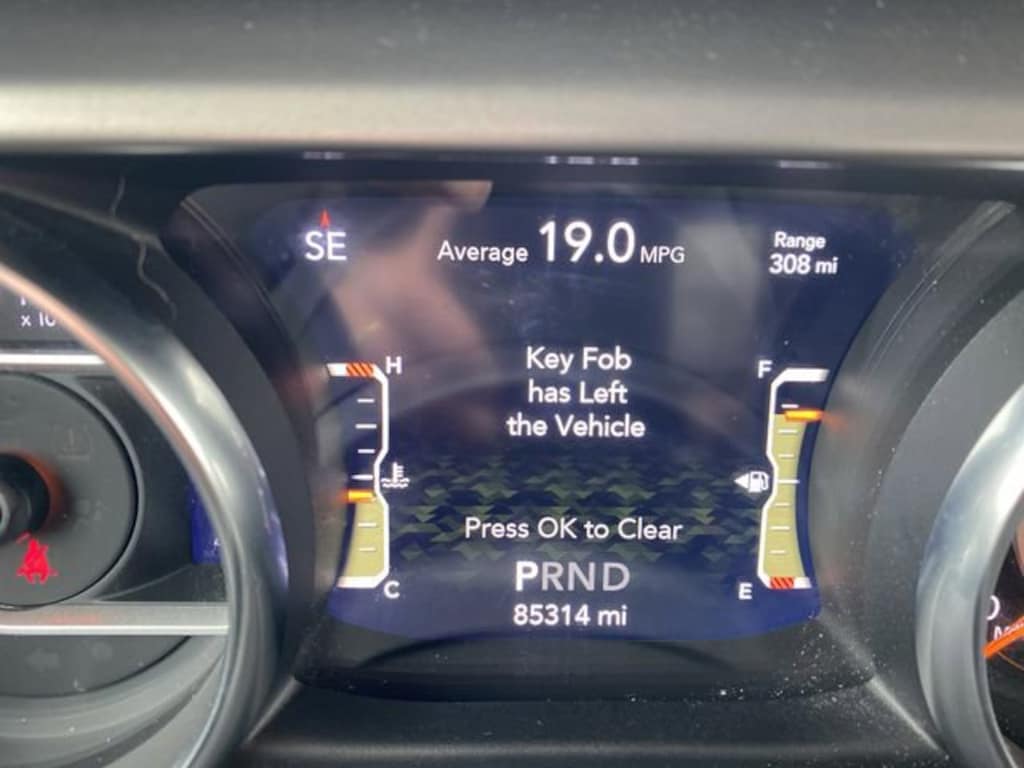 SE
Average 19.0 MPG
Range
308 mi
H
F
Key Fob
has Left
the Vehicle
Press OK to Clear
C
E
PRND
85314 mi